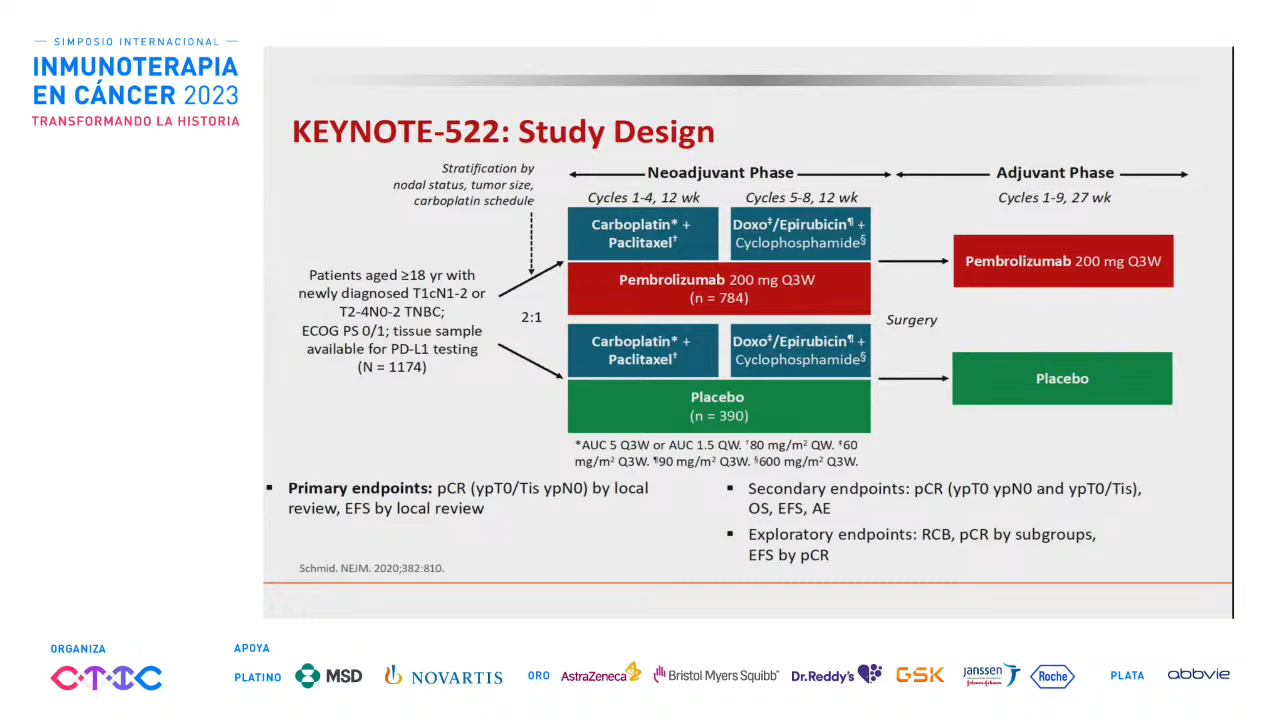 — SIMPOSIO INTERNACIONAL —
INMUNOTERAPIA
EN CÁNCER 2023
TRANSFORMANDO LA HISTORIA
KEYNOTE-522: Study Design
Stratification by
nodal status, tumor size,
carboplatin schedule
Neoadjuvant Phase
Adjuvant Phase
Cycles 1-4, 12 wk
Cycles 5-8, 12 wk
Cycles 1-9, 27 wk
Carboplatin* +
Paclitaxel†
Doxo‡/Epirubicin¶ +
Cyclophosphamide§
Pembrolizumab 200 mg Q3W
(n = 784)
Pembrolizumab 200 mg Q3W
Patients aged ≥18 yr with
newly diagnosed T1cN1-2 or
T2-4N0-2 TNBC;
ECOG PS 0/1; tissue sample
available for PD-L1 testing
(N = 1174)
2:1
Surgery
Carboplatin* +
Paclitaxel†
Doxo‡/Epirubicin¶ +
Cyclophosphamide§
Placebo
(n = 390)
Placebo
*AUC 5 Q3W or AUC 1.5 QW. †80 mg/m² QW. ‡60
mg/m² Q3W. ¶90 mg/m² Q3W. §600 mg/m² Q3W.
▪ Primary endpoints: pCR (ypT0/Tis ypN0) by local
review, EFS by local review
▪ Secondary endpoints: pCR (ypT0 ypN0 and ypT0/Tis),
OS, EFS, AE
▪ Exploratory endpoints: RCB, pCR by subgroups,
EFS by pCR
Schmid. NEJM. 2020;382:810.
ORGANIZA
CTIC
APOYA
PLATINO
MSD
NOVARTIS
ORO
AstraZeneca
Bristol Myers Squibb
Dr.Reddy's
GSK
Janssen
Johnson&Johnson
Roche
PLATA
abbvie